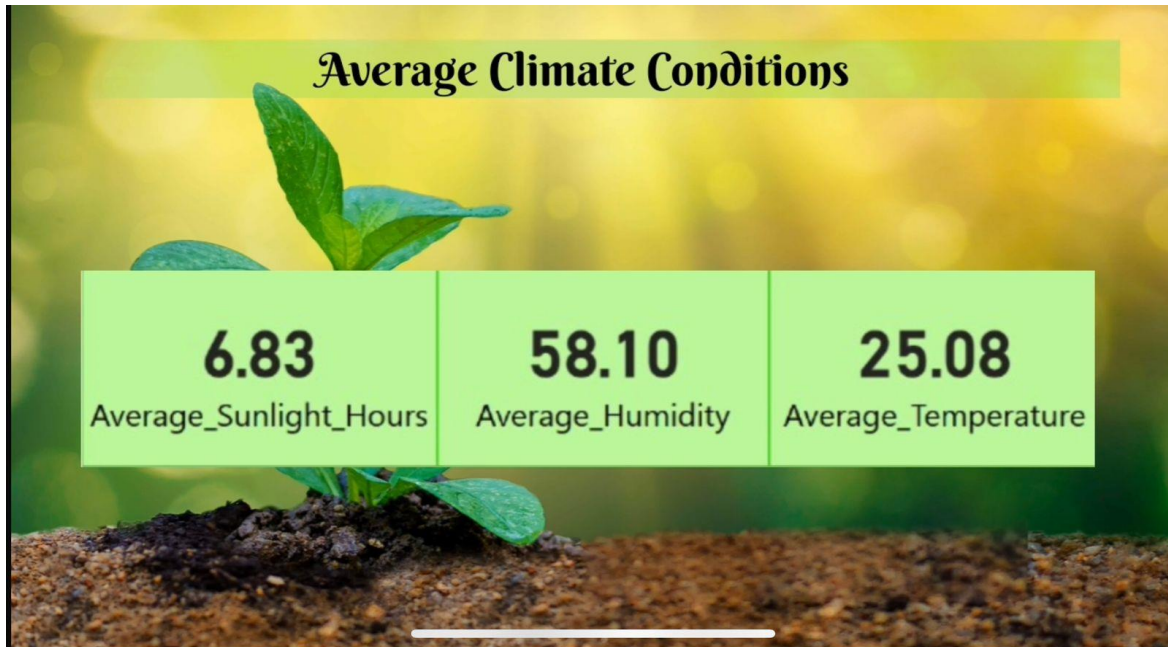 Average Climate Conditions
6.83 58.10 25.08
Average_Sunlight_Hours Average_Humidity Average_Temperature